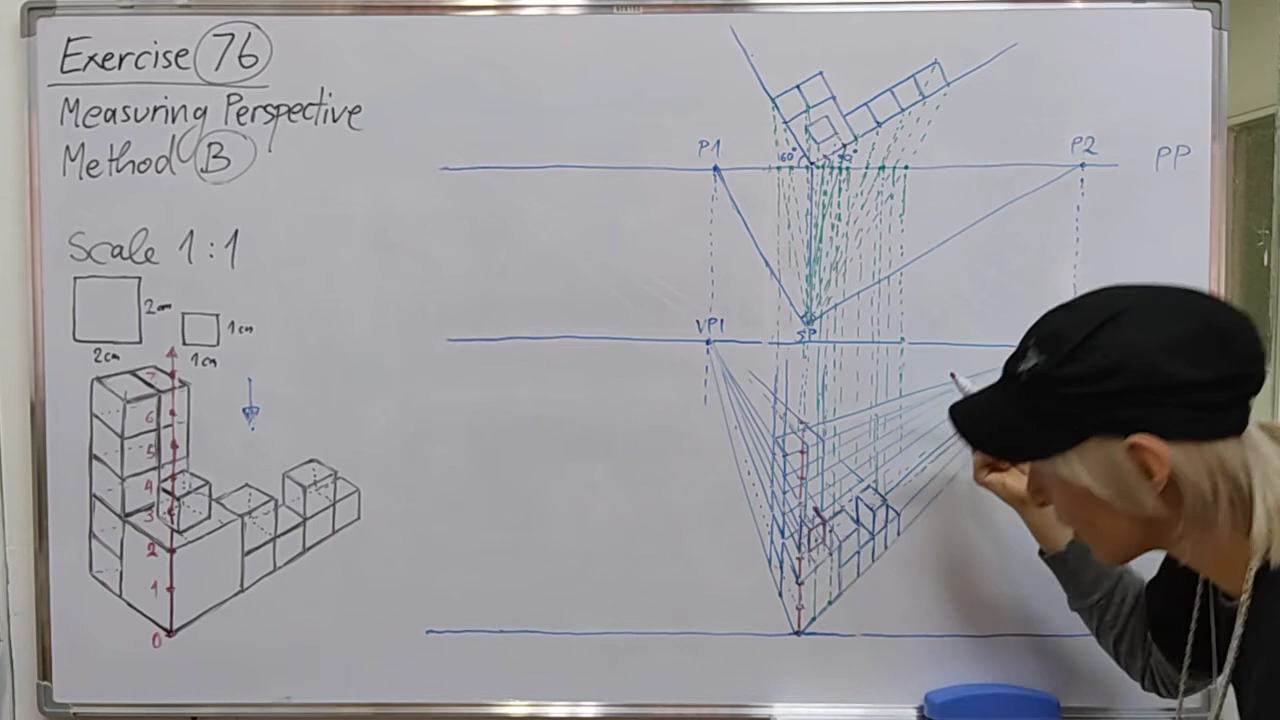 Exercise 76
Measuring Perspective
Method B
Scale 1:1
2cm
1cm
2cm
1cm
7
6
5
4
3
2
1
0
P1
60°
P2
PP
VP1
SP